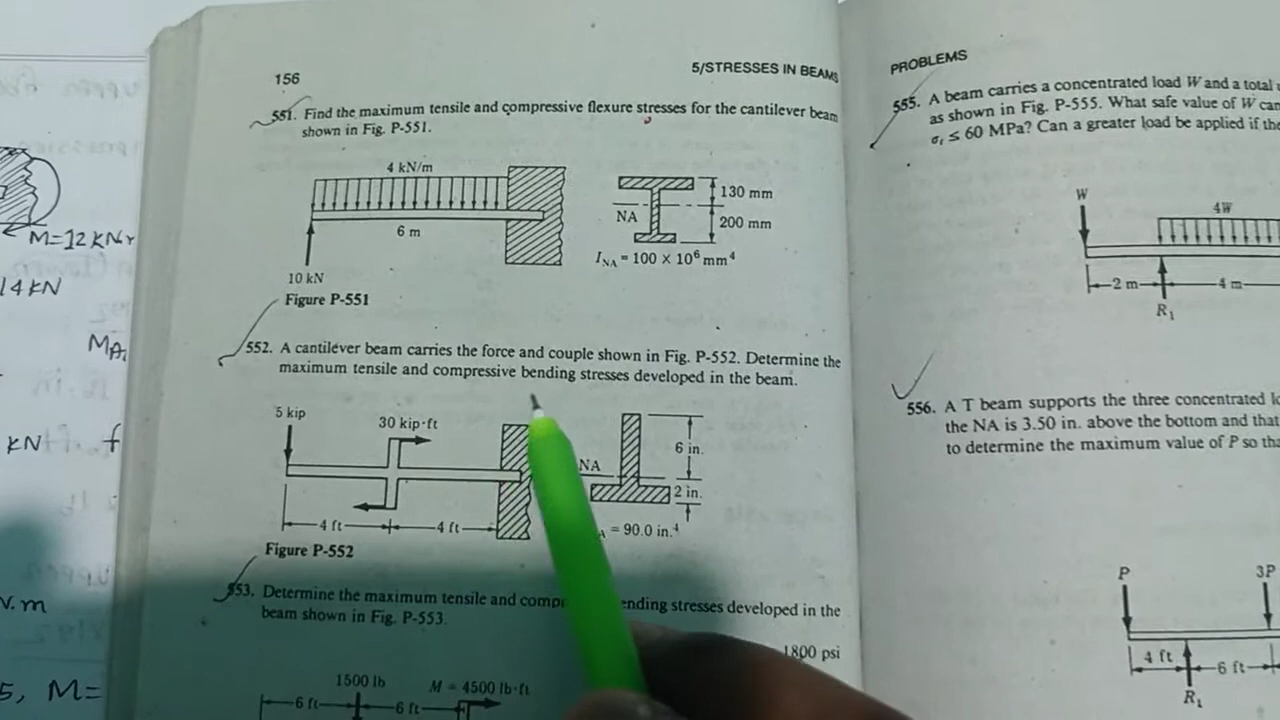 156
5/STRESSES IN BEAMS
551. Find the maximum tensile and compressive flexure stresses for the cantilever beam
shown in Fig. P-551.
4 kN/m
6 m
10 kN
Figure P-551
NA
130 mm
200 mm
I_NA = 100 × 10⁶ mm⁴
552. A cantilever beam carries the force and couple shown in Fig. P-552. Determine the
maximum tensile and compressive bending stresses developed in the beam.
5 kip
30 kip·ft
4 ft
4 ft
Figure P-552
NA
6 in.
2 in.
= 90.0 in.⁴
553. Determine the maximum tensile and ending stresses developed in the
beam shown in Fig. P-553.
1800 psi
1500 lb
M = 4500 lb·ft
6 ft
6 ft
PROBLEMS
555. A beam carries a concentrated load W and a total
as shown in Fig. P-555. What safe value of W can
σt ≤ 60 MPa? Can a greater load be applied if the
W
4W
2 m
4 m
R₁
556. A T beam supports the three concentrated
the NA is 3.50 in. above the bottom and that
to determine the maximum value of P so
P
3P
4 ft
6 ft
R₁
M=12 kN
14 kN
MA
kN
M=